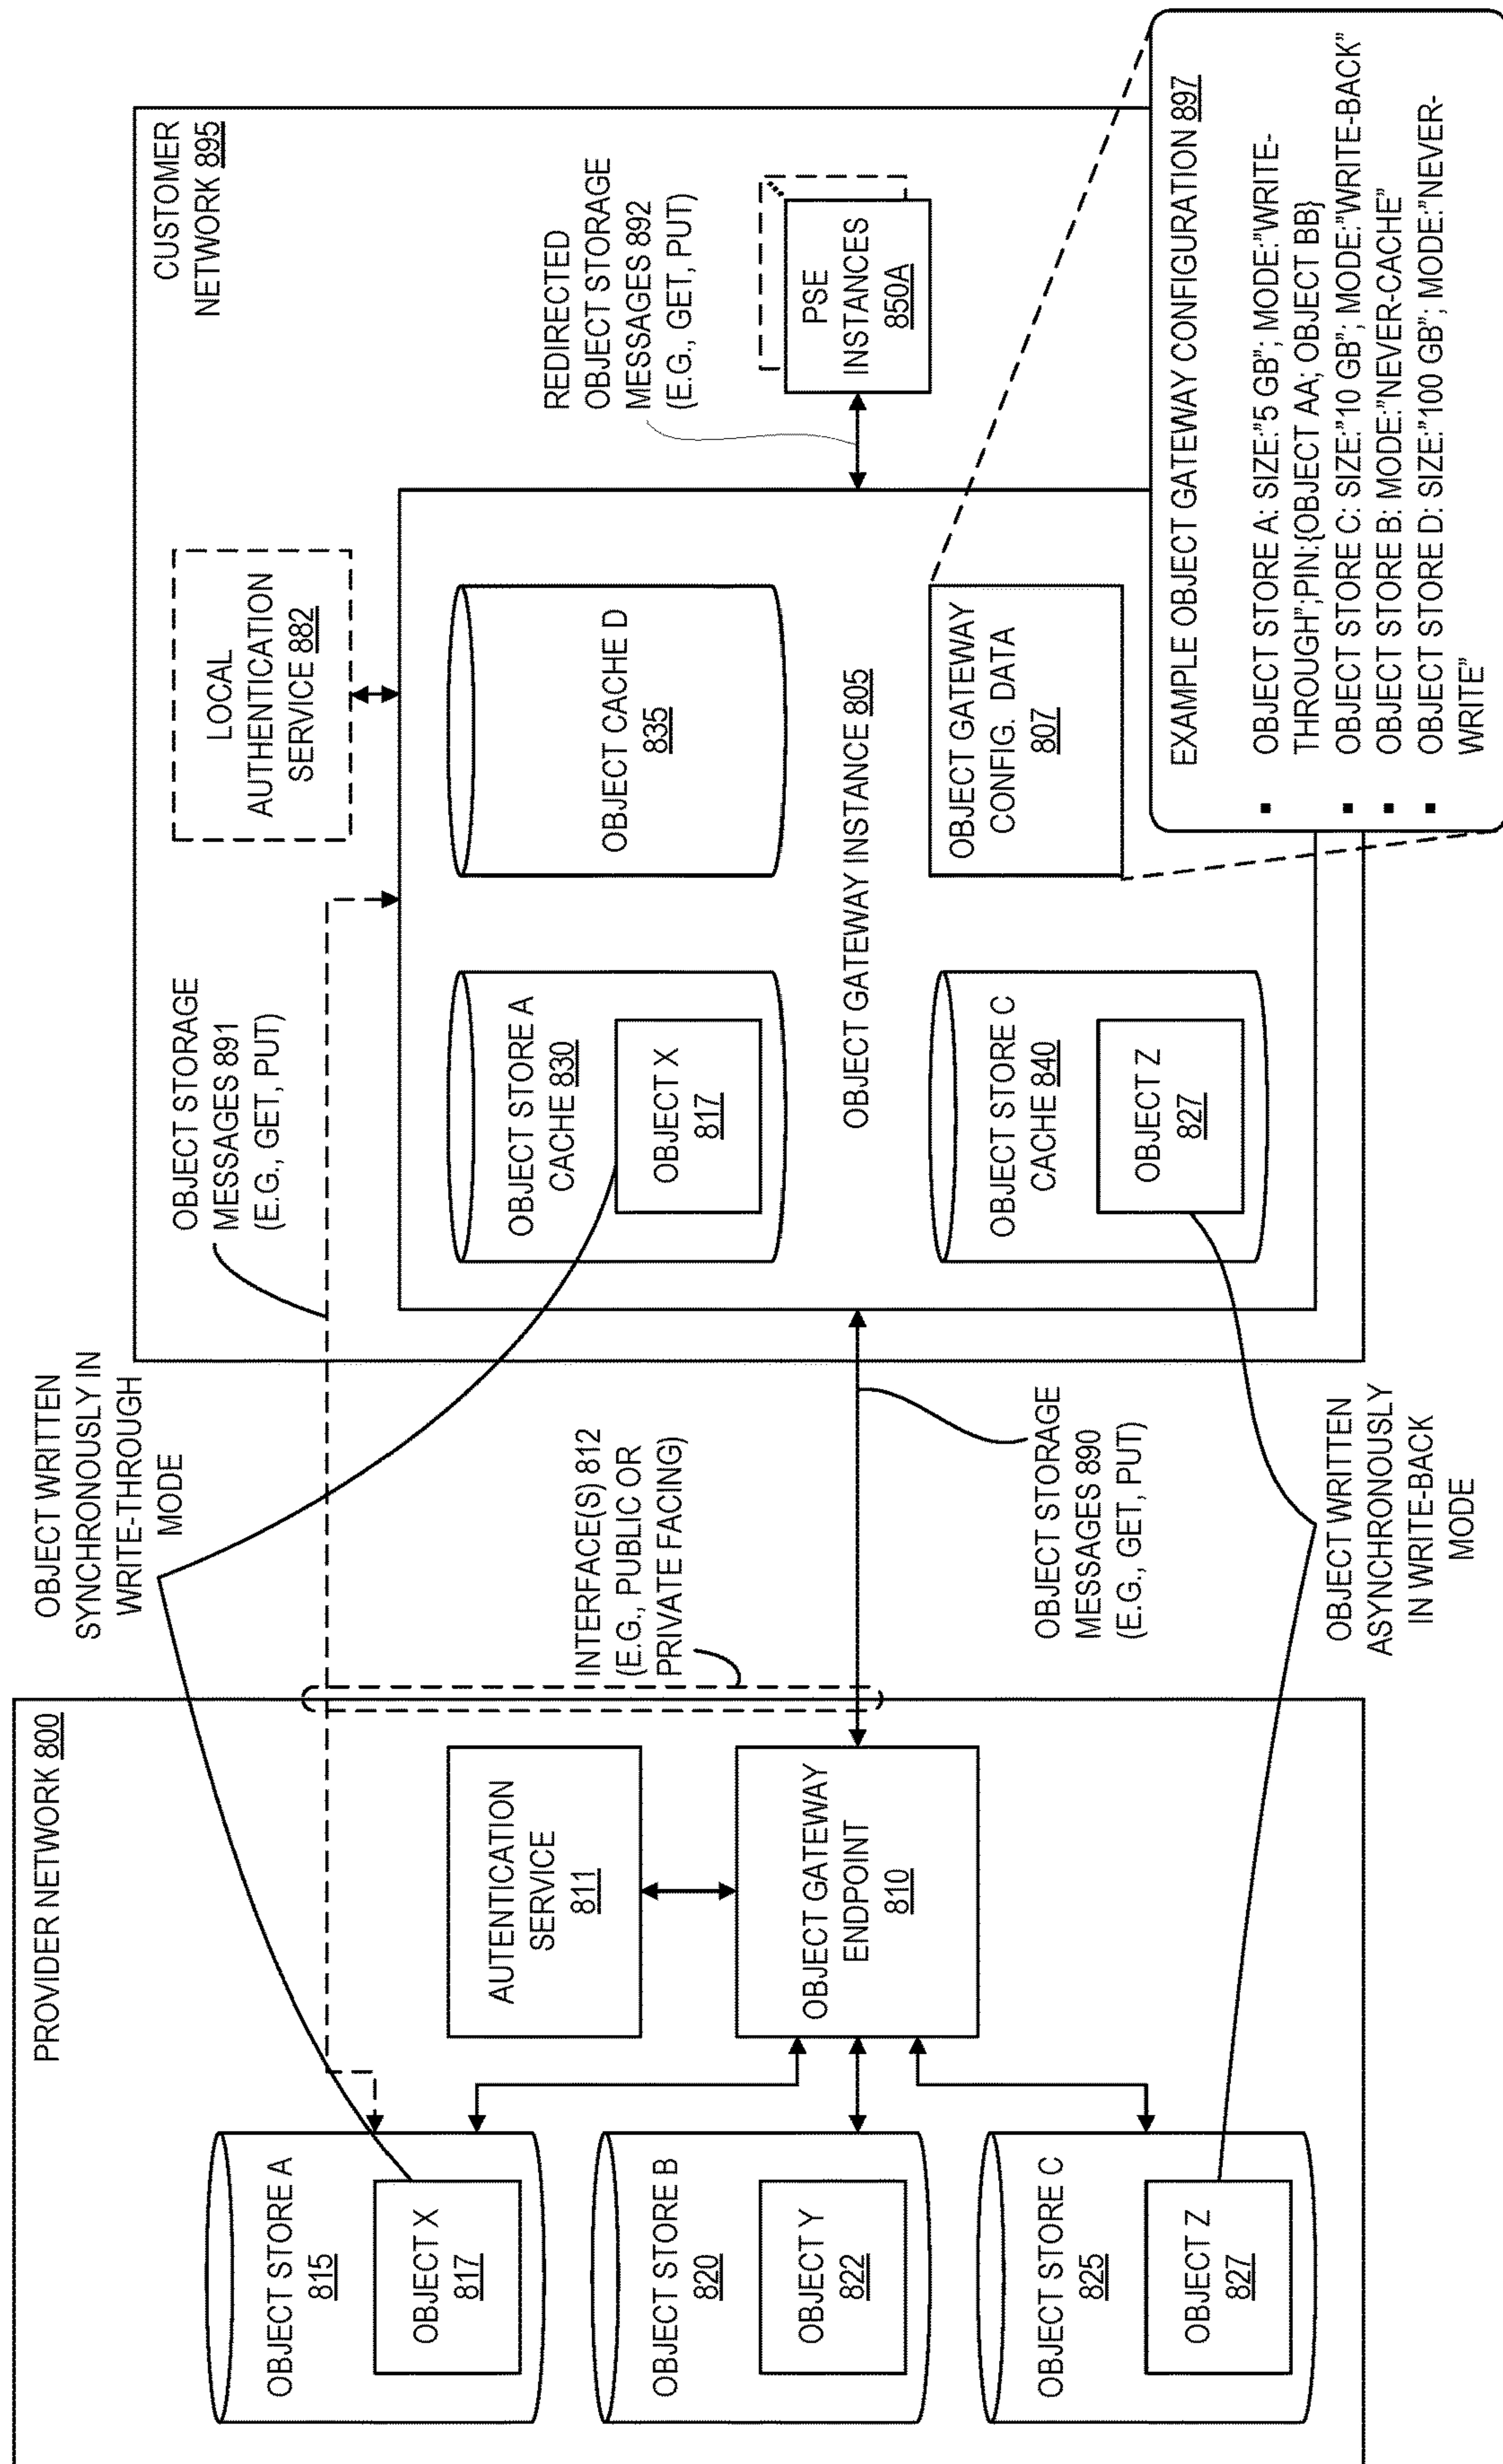 PROVIDER NETWORK 800
OBJECT STORE A
815
OBJECT X
817
OBJECT STORE B
820
OBJECT Y
822
OBJECT STORE C
825
OBJECT Z
827
AUTENTICATION
SERVICE
811
OBJECT GATEWAY
ENDPOINT
810
OBJECT WRITTEN
SYNCHRONOUSLY IN
WRITE-THROUGH
MODE
INTERFACE(S) 812
(E.G., PUBLIC OR
PRIVATE FACING)
OBJECT STORAGE
MESSAGES 890
(E.G., GET, PUT)
OBJECT WRITTEN
ASYNCHRONOUSLY
IN WRITE-BACK
MODE
CUSTOMER
NETWORK 895
OBJECT STORAGE
MESSAGES 891
(E.G., GET, PUT)
LOCAL
AUTHENTICATION
SERVICE 882
OBJECT STORE A
CACHE 830
OBJECT X
817
OBJECT CACHE D
835
OBJECT GATEWAY INSTANCE 805
OBJECT STORE C
CACHE 840
OBJECT Z
827
OBJECT GATEWAY
CONFIG. DATA
807
REDIRECTED
OBJECT STORAGE
MESSAGES 892
(E.G., GET, PUT)
PSE
INSTANCES
850A
EXAMPLE OBJECT GATEWAY CONFIGURATION 897
▪ OBJECT STORE A: SIZE:"5 GB"; MODE:"WRITE-
THROUGH";PIN:{OBJECT AA; OBJECT BB}
▪ OBJECT STORE C: SIZE:"10 GB"; MODE:"WRITE-BACK"
▪ OBJECT STORE B: MODE:"NEVER-CACHE"
▪ OBJECT STORE D: SIZE:"100 GB"; MODE:"NEVER-
WRITE"